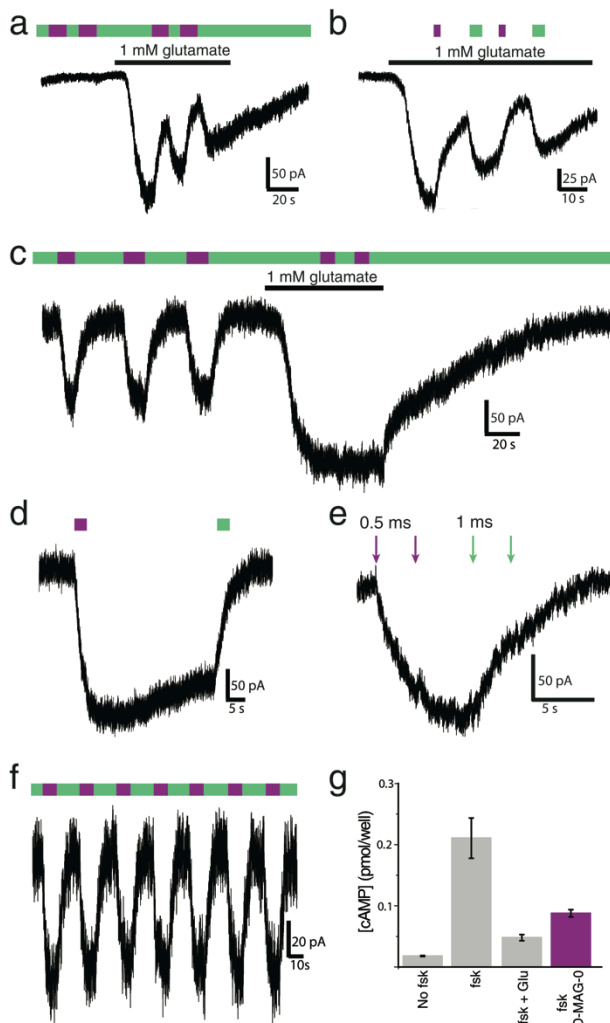 a
b
1 mM glutamate
1 mM glutamate
50 pA
20 s
25 pA
10 s
c
1 mM glutamate
50 pA
20 s
d
e
0.5 ms
1 ms
50 pA
5 s
50 pA
5 s
f
g
20 pA
10s
[cAMP] (pmol/well)
0.3
0.2
0.1
No fsk
fsk
fsk + Glu
fsk
D-MAG-0